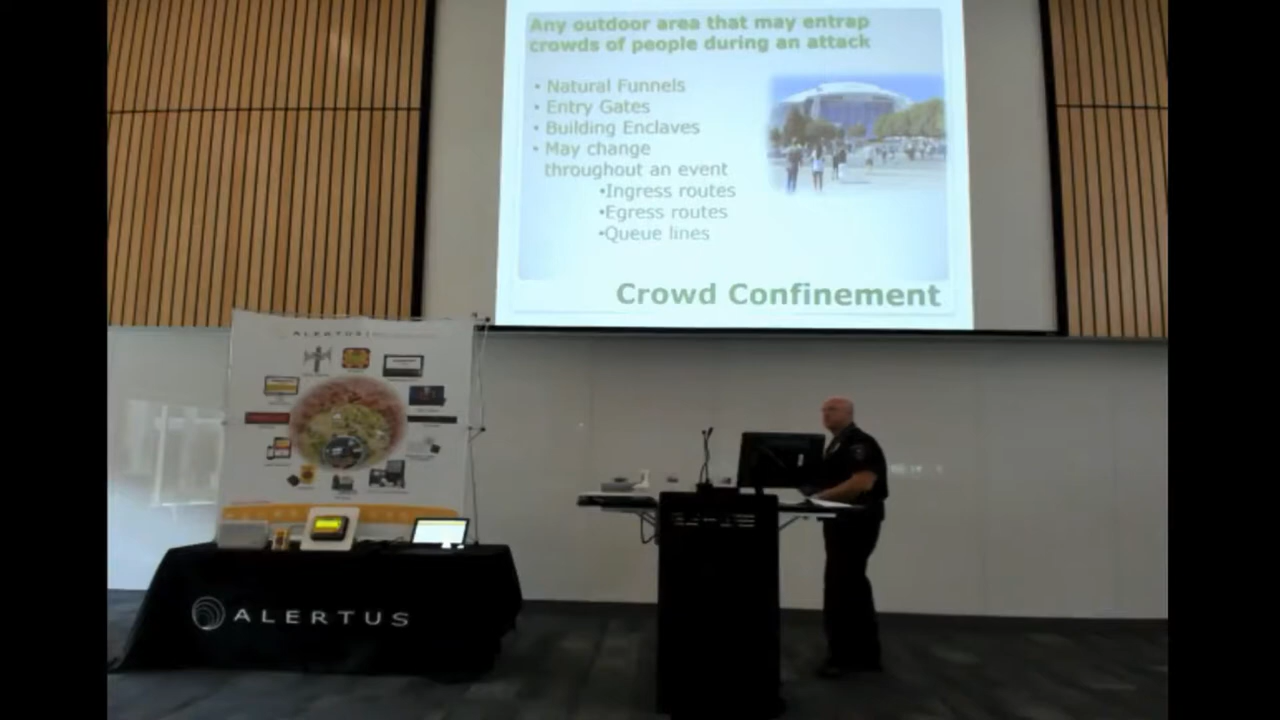 Any outdoor area that may entrap
crowds of people during an attack
• Natural Funnels
• Entry Gates
• Building Enclaves
• May change
throughout an event
•Ingress routes
•Egress routes
•Queue lines
Crowd Confinement
ALERTUS
ALERTUS